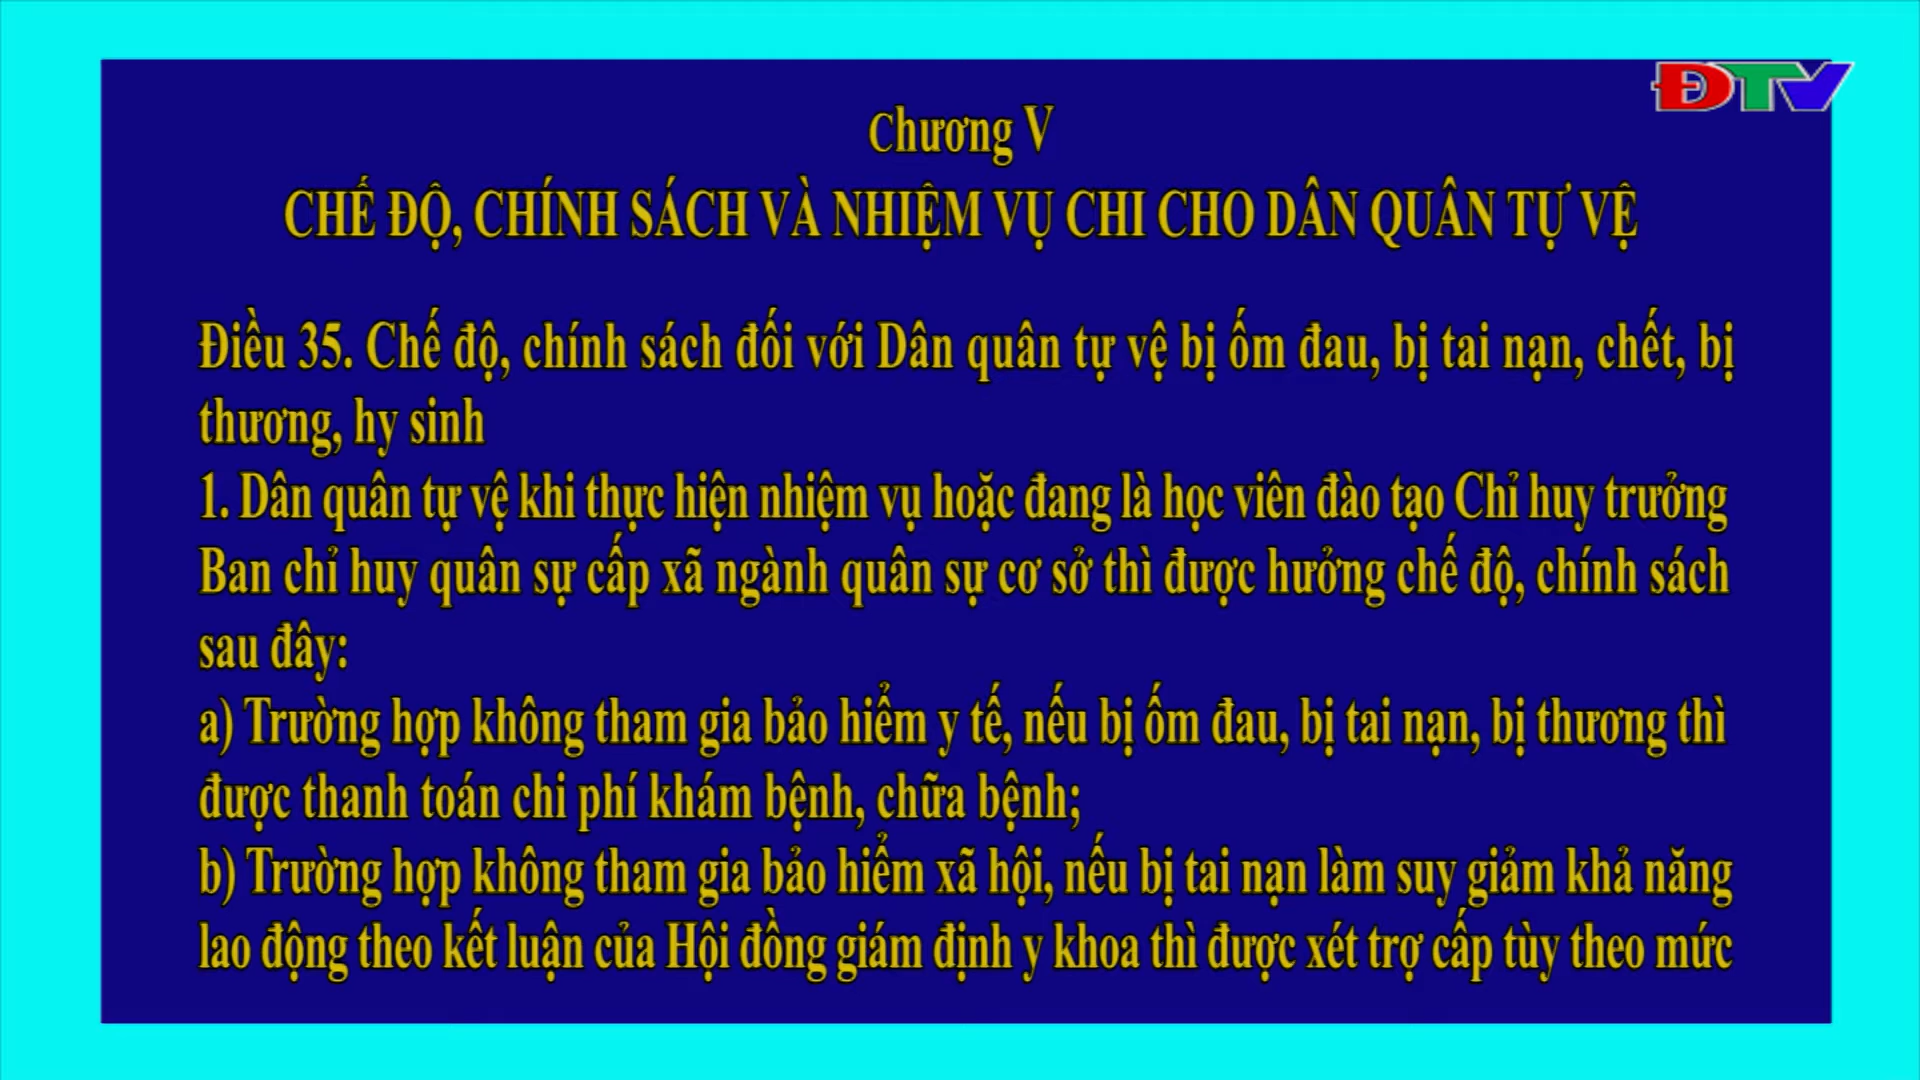 ĐTV
Chương V
CHẾ ĐỘ, CHÍNH SÁCH VÀ NHIỆM VỤ CHI CHO DÂN QUÂN TỰ VỆ
Điều 35. Chế độ, chính sách đối với Dân quân tự vệ bị ốm đau, bị tai nạn, chết, bị
thương, hy sinh
1. Dân quân tự vệ khi thực hiện nhiệm vụ hoặc đang là học viên đào tạo Chỉ huy trưởng
Ban chỉ huy quân sự cấp xã ngành quân sự cơ sở thì được hưởng chế độ, chính sách
sau đây:
a) Trường hợp không tham gia bảo hiểm y tế, nếu bị ốm đau, bị tai nạn, bị thương thì
được thanh toán chi phí khám bệnh, chữa bệnh;
b) Trường hợp không tham gia bảo hiểm xã hội, nếu bị tai nạn làm suy giảm khả năng
lao động theo kết luận của Hội đồng giám định y khoa thì được xét trợ cấp tùy theo mức